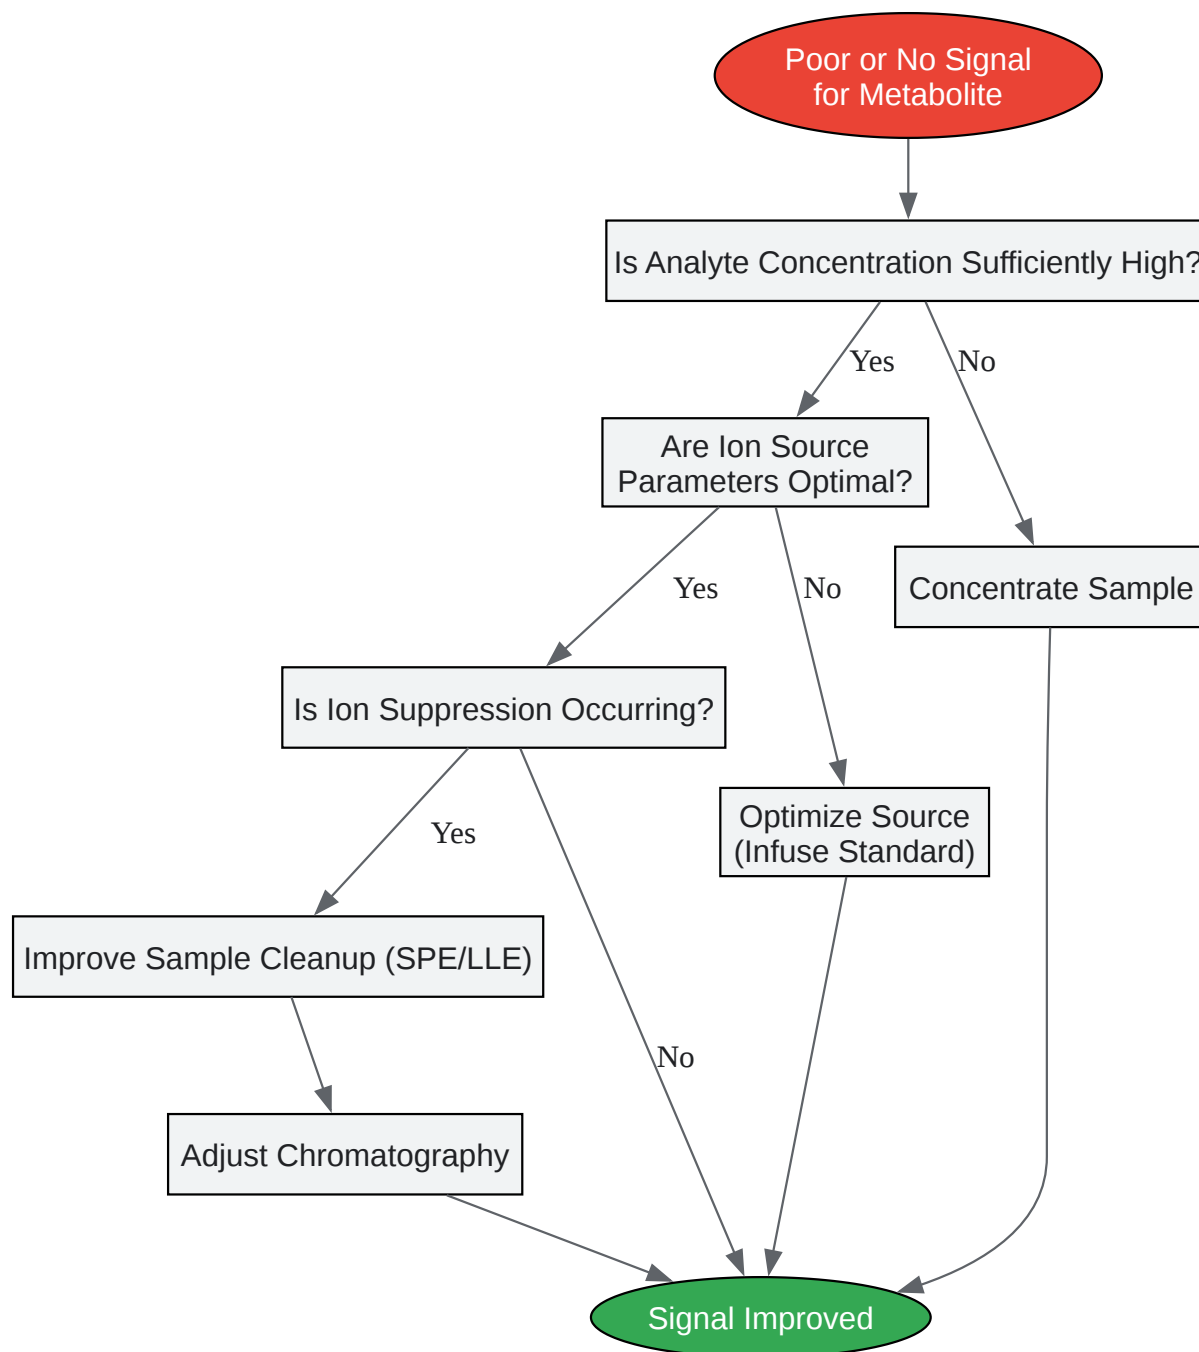 Poor or No Signal
for Metabolite
Is Analyte Concentration Sufficiently High?
Yes
No
Are Ion Source
Parameters Optimal?
Concentrate Sample
Yes
No
Is Ion Suppression Occurring?
Optimize Source
(Infuse Standard)
Yes
Improve Sample Cleanup (SPE/LLE)
No
Adjust Chromatography
Signal Improved